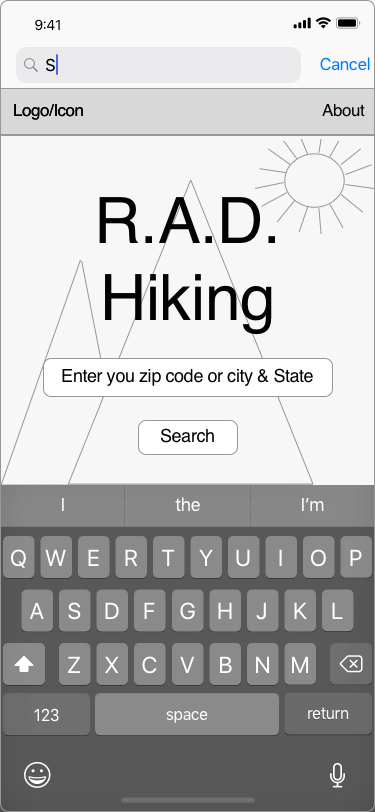 9:41
S
Cancel
Logo/Icon
About
R.A.D.
Hiking
Enter you zip code or city & State
Search
I
the
I'm
Q W E R T Y U I O P
A S D F G H J K L
Z X C V B N M
123
space
return